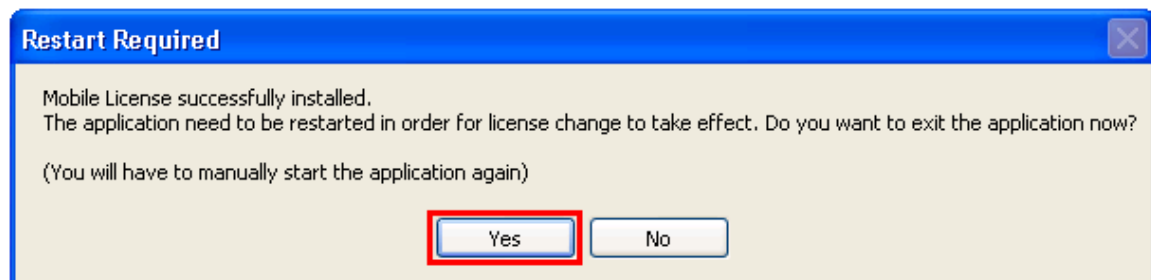 Restart Required
Mobile License successfully installed.
The application need to be restarted in order for license change to take effect. Do you want to exit the application now?
(You will have to manually start the application again)
Yes No